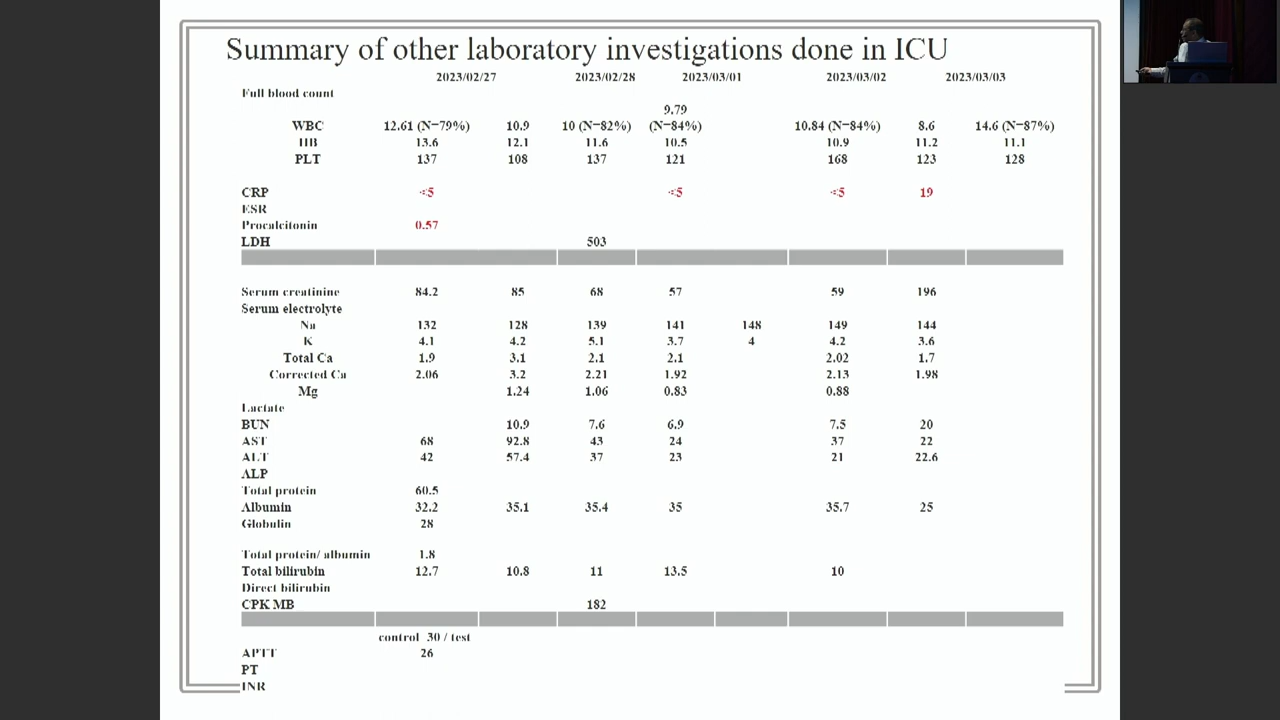 Summary of other laboratory investigations done in ICU
2023/02/27 2023/02/28 2023/03/01 2023/03/02 2023/03/03
Full blood count
9.79
WBC 12.61 (N=79%) 10.9 10 (N=82%) (N=84%) 10.84 (N=84%) 8.6 14.6 (N=87%)
HB 13.6 12.1 11.6 10.5 10.9 11.2 11.1
PLT 137 108 137 121 168 123 128
CRP <5 <5 <5 19
ESR
Procalcitonin 0.57
LDH 503
Serum creatinine 84.2 85 68 57 59 196
Serum electrolyte
Na 132 128 139 141 148 149 144
K 4.1 4.2 5.1 3.7 4 4.2 3.6
Total Ca 1.9 3.1 2.1 2.1 2.02 1.7
Corrected Ca 2.06 3.2 2.21 1.92 2.13 1.98
Mg 1.24 1.06 0.83 0.88
Lactate
BUN 10.9 7.6 6.9 7.5 20
AST 68 92.8 43 24 37 22
ALT 42 57.4 37 23 21 22.6
ALP
Total protein 60.5
Albumin 32.2 35.1 35.4 35 35.7 25
Globulin 28
Total protein/ albumin 1.8
Total bilirubin 12.7 10.8 11 13.5 10
Direct bilirubin
CPK MB 182
control 30 / test
APTT 26
PT
INR